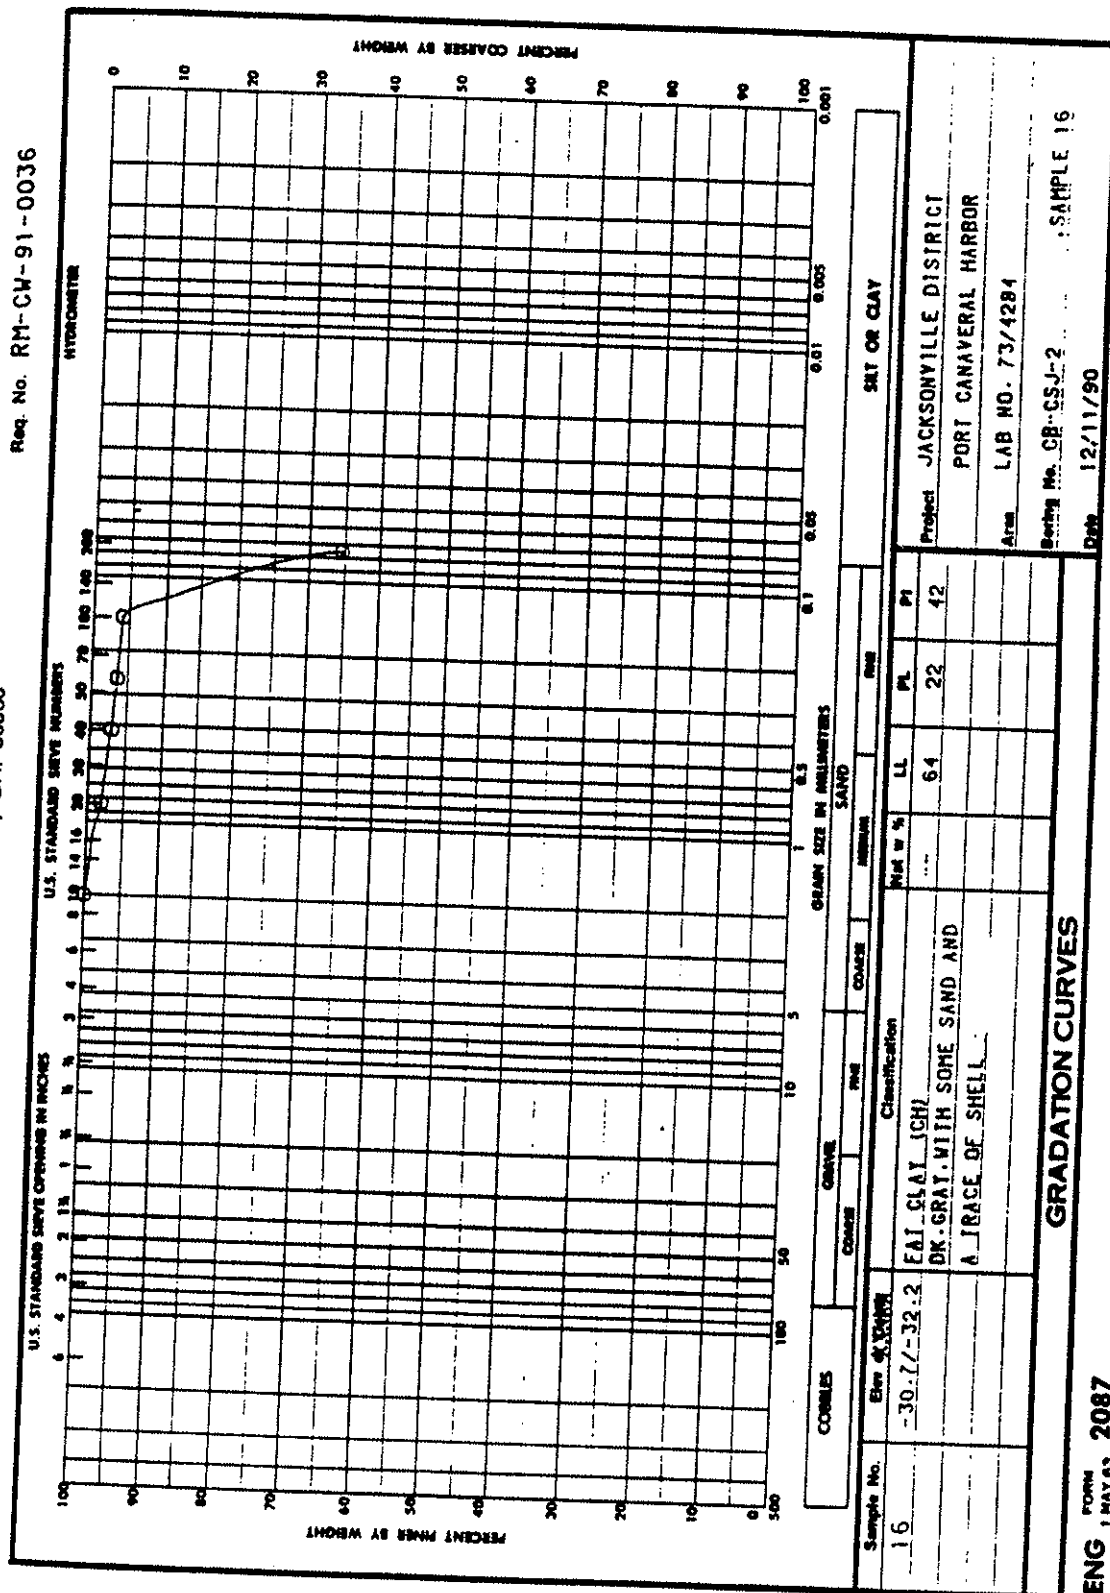 Req. No. RM-CW-91-0036
U.S. STANDARD SIEVE OPENING IN INCHES
U.S. STANDARD SIEVE NUMBERS
HYDROMETER
6 4 3 2 1½ 1 ¾ ½ ⅜ 3 4 6 8 10 14 16 20 30 40 50 70 100 140 200
PERCENT FINER BY WEIGHT
100
90
80
70
60
50
40
30
20
10
0
PERCENT COARSER BY WEIGHT
0
10
20
30
40
50
60
70
80
90
100
500 100 50 10 5 1 0.5 0.1 0.05 0.01 0.005 0.001
GRAIN SIZE IN MILLIMETERS
COBBLES
GRAVEL
SAND
SILT OR CLAY
COARSE FINE COARSE MEDIUM FINE
Sample No. Elev or Classification Nat w % LL PL PI
16 -30.7/-32.2 FAT CLAY (CH) -- 64 22 42
DK.GRAY,WITH SOME SAND AND
A TRACE OF SHELL
Project JACKSONVILLE DISTRICT
PORT CANAVERAL HARBOR
Area LAB NO. 73/4284
Boring No. CB-CSJ-2 SAMPLE 16
Date 12/11/90
GRADATION CURVES
ENG FORM 1 MAY 63 2087